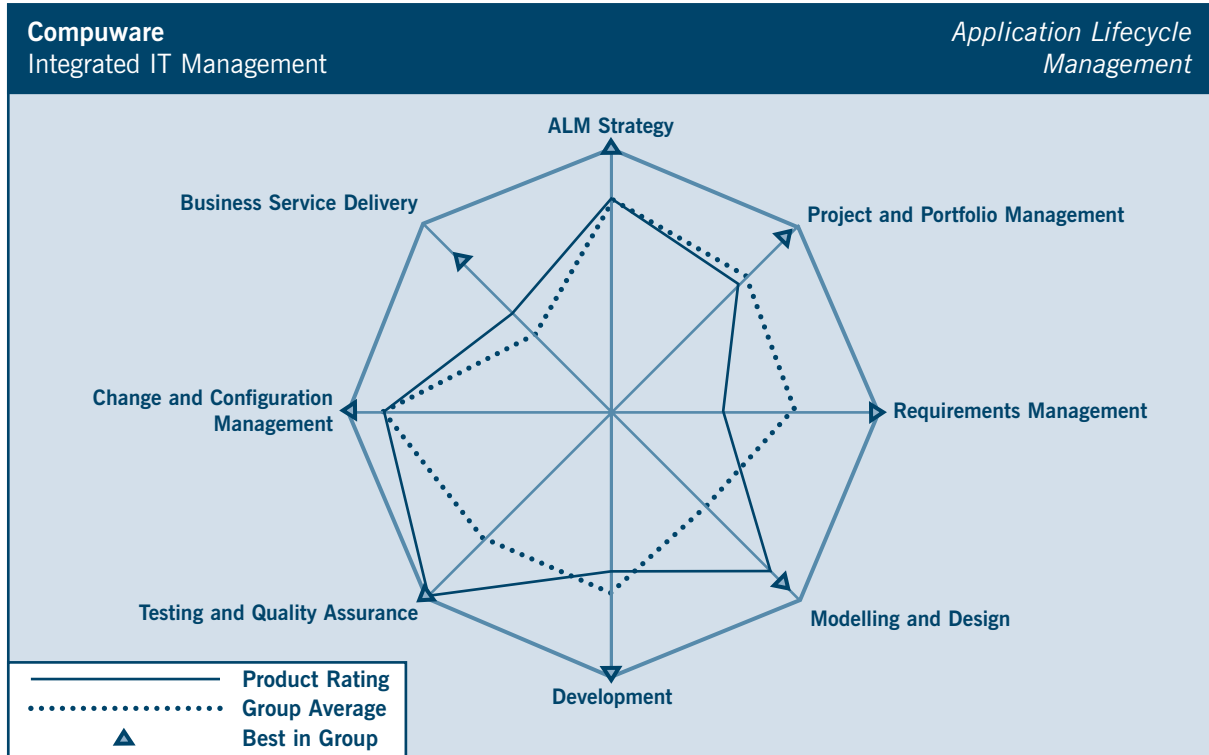 Compuware
Integrated IT Management
Application Lifecycle
Management
ALM Strategy
Business Service Delivery
Project and Portfolio Management
Change and Configuration
Management
Requirements Management
Testing and Quality Assurance
Modelling and Design
Development
Product Rating
Group Average
Best in Group